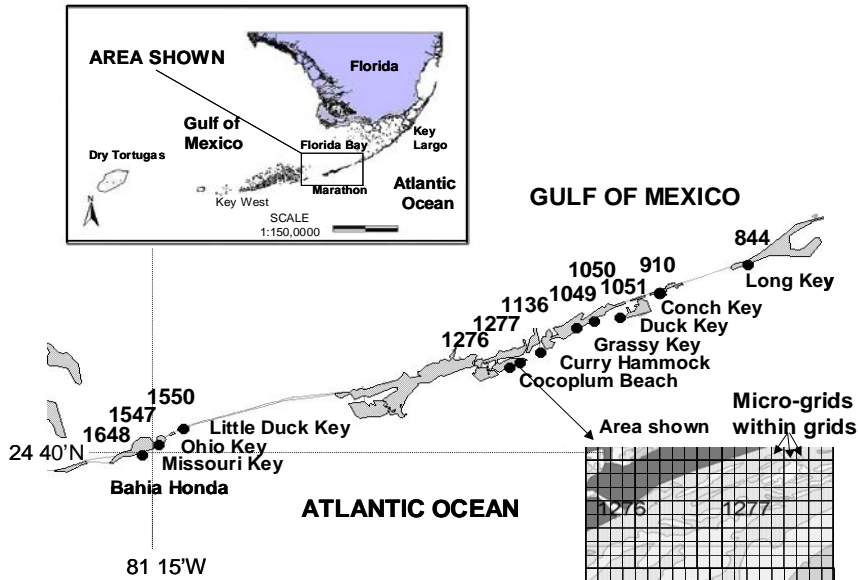 AREA SHOWN
Florida
Gulf of
Mexico
Key
Largo
Florida Bay
Dry Tortugas
Marathon
Atlantic
Ocean
N
Key West
SCALE
1:150,0000
GULF OF MEXICO
844
910
1050
1051
1049
1136
1277
1276
Long Key
Conch Key
Duck Key
Grassy Key
Curry Hammock
Cocoplum Beach
1550
1547
1648
Little Duck Key
Ohio Key
Missouri Key
Bahia Honda
24 40'N
ATLANTIC OCEAN
81 15'W
Area shown
Micro-grids
within grids
1276
1277